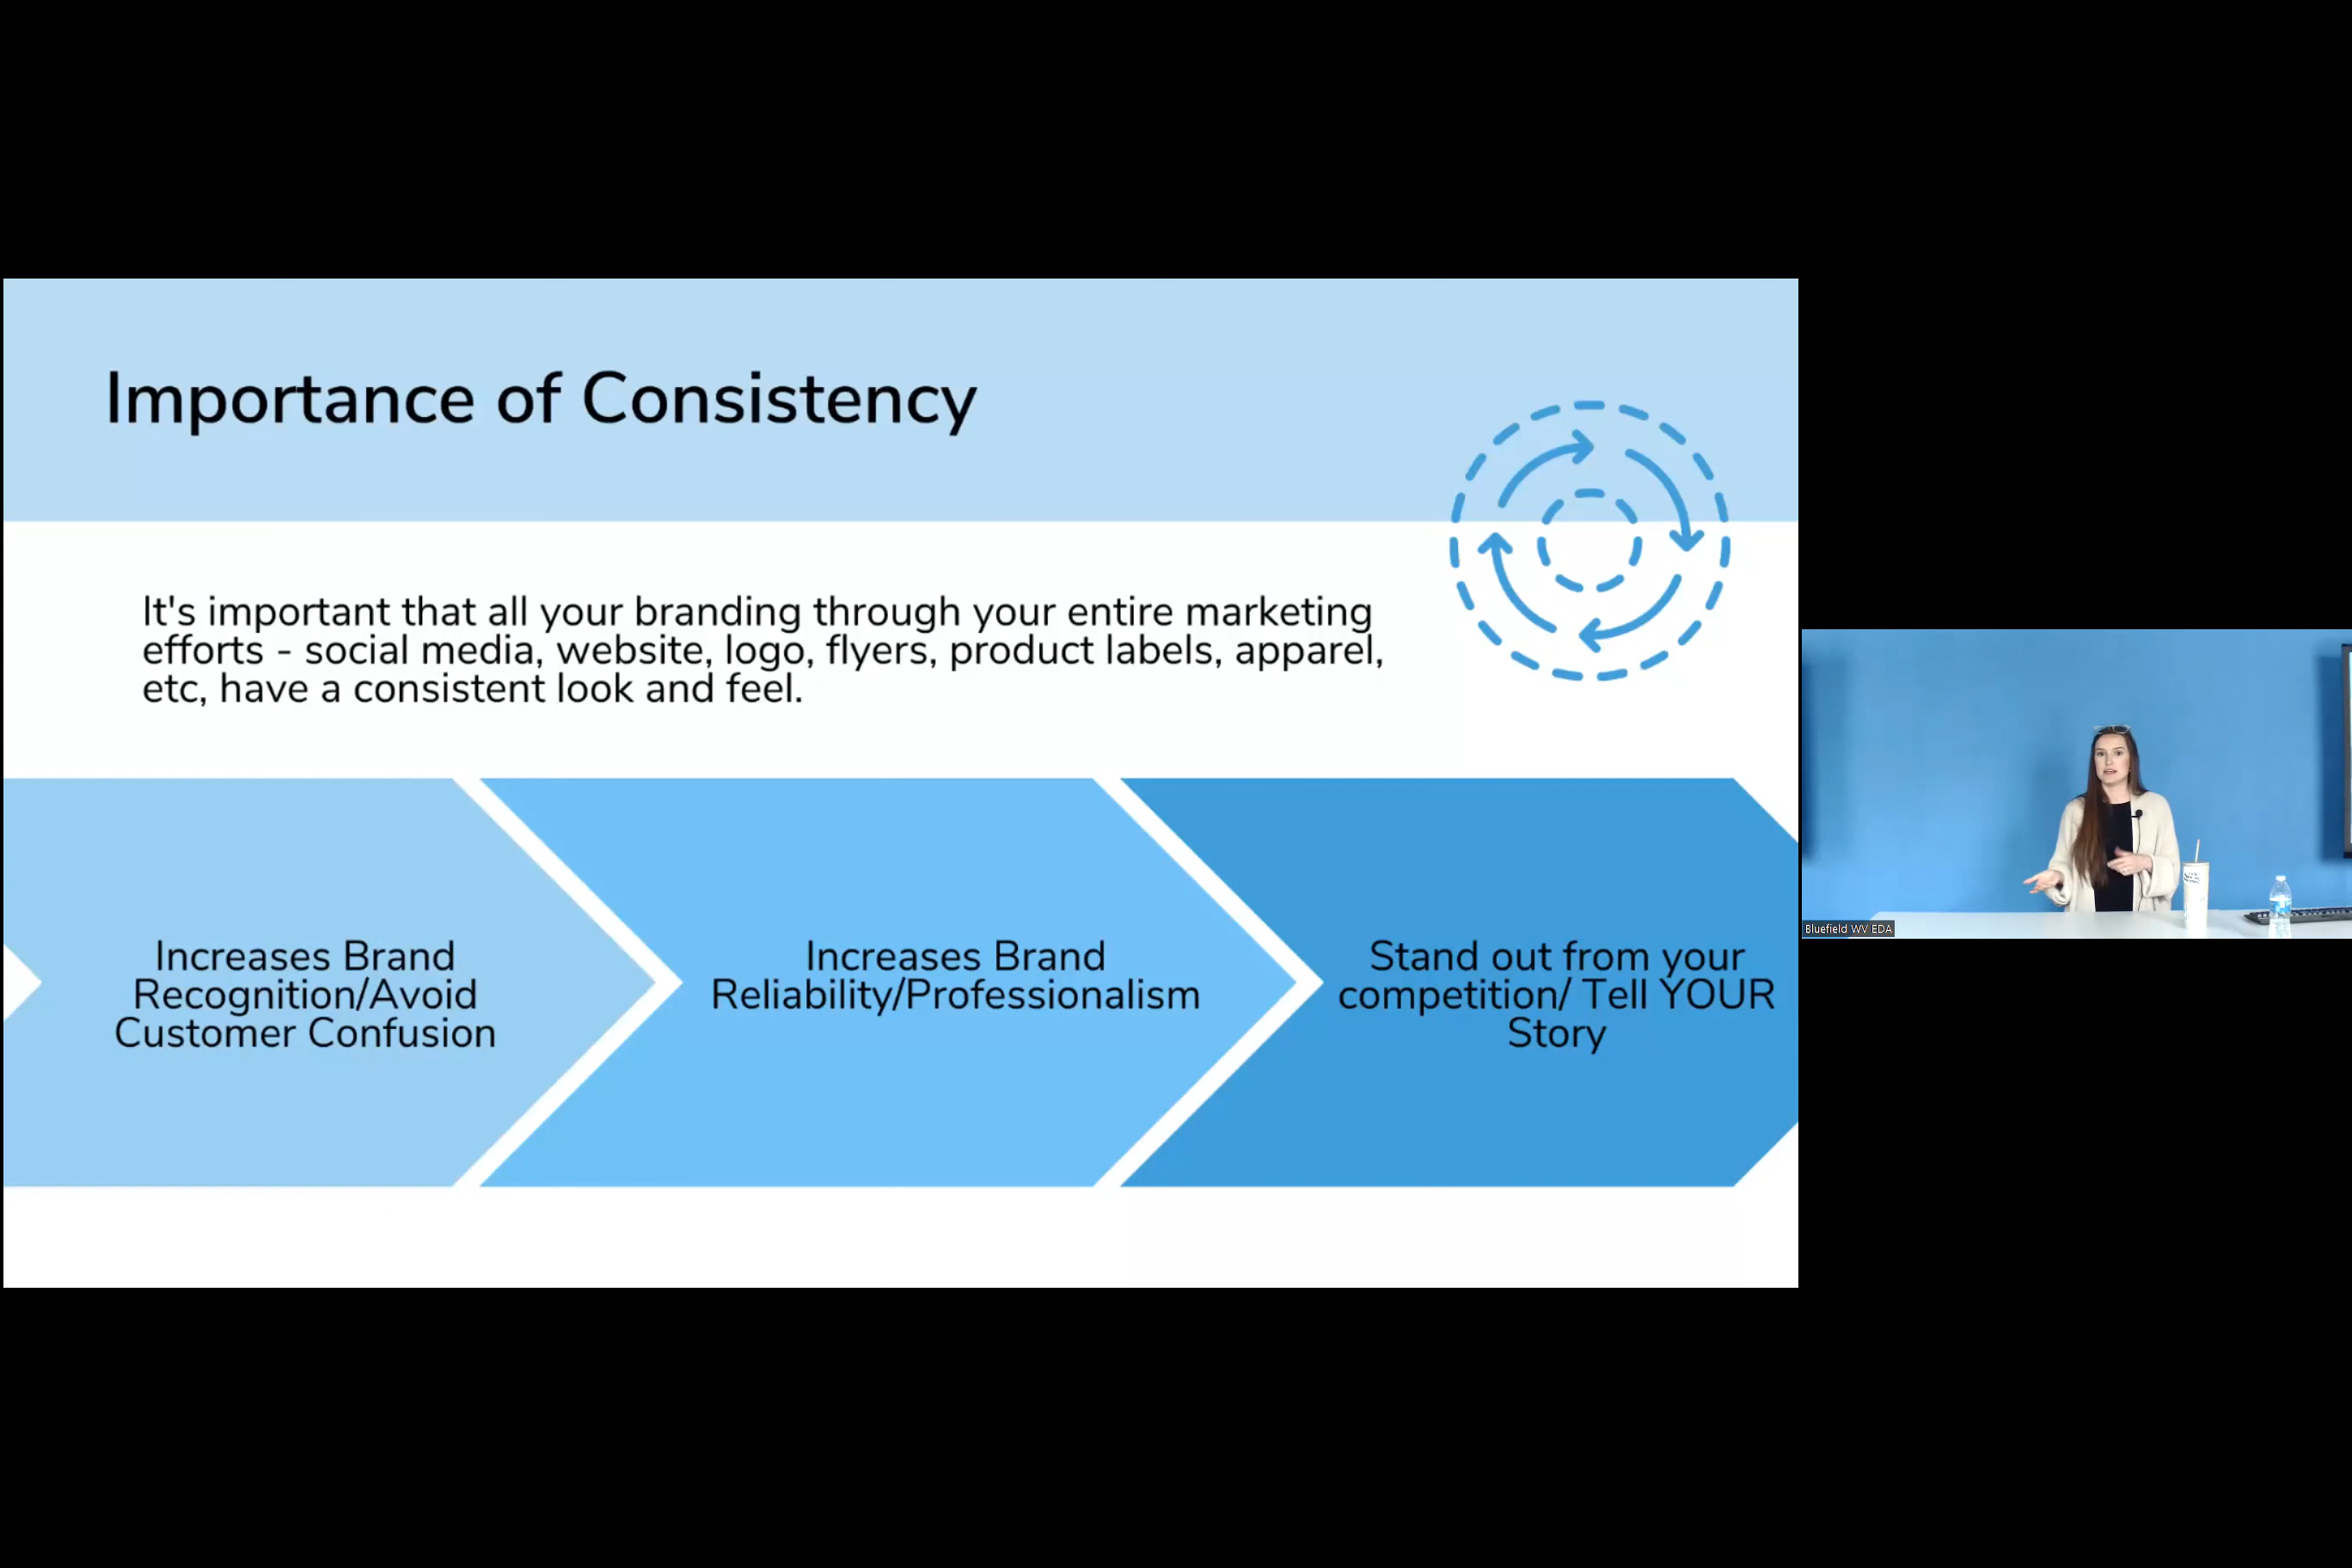 Importance of Consistency
It's important that all your branding through your entire marketing
efforts - social media, website, logo, flyers, product labels, apparel,
etc, have a consistent look and feel.
Increases Brand
Recognition/Avoid
Customer Confusion
Increases Brand
Reliability/Professionalism
Stand out from your
competition/ Tell YOUR
Story
Bluefield WV EDA